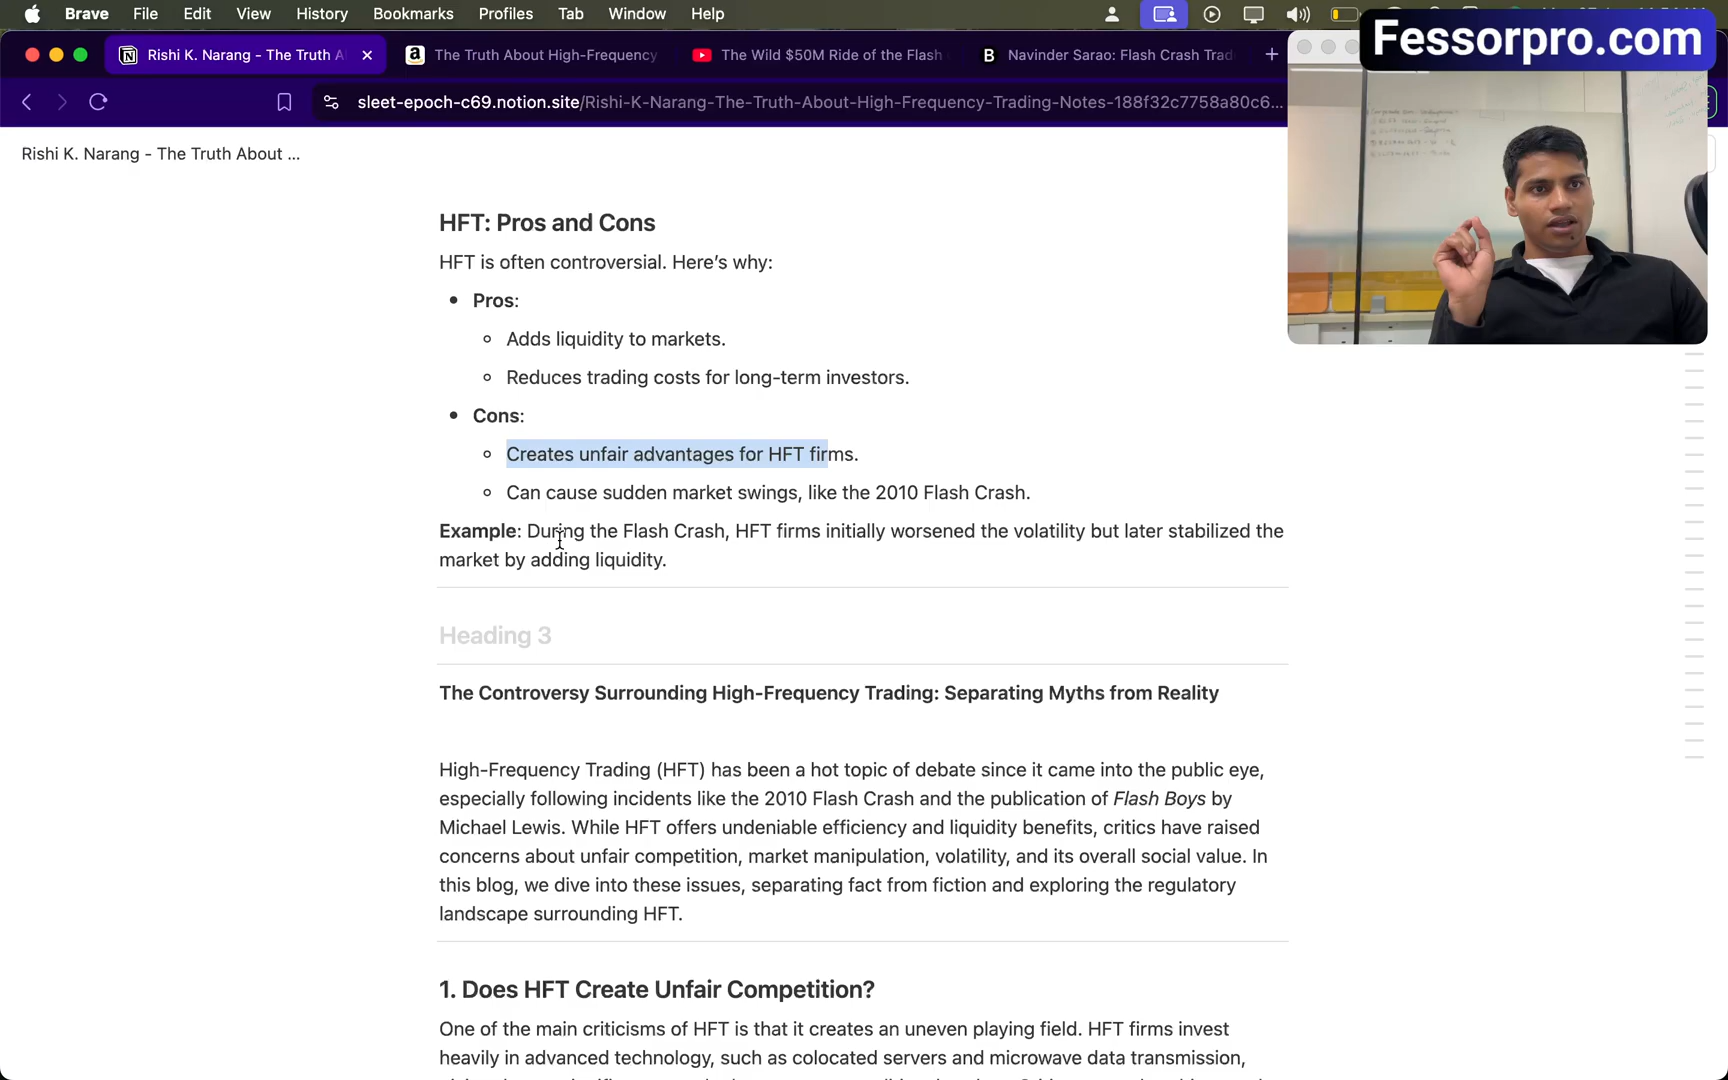 Brave File Edit View History Bookmarks Profiles Tab Window Help
Fessorpro.com
Rishi K. Narang - The Truth A
The Truth About High-Frequency
The Wild $50M Ride of the Flash
Navinder Sarao: Flash Crash Trad
sleet-epoch-c69.notion.site/Rishi-K-Narang-The-Truth-About-High-Frequency-Trading-Notes-188f32c7758a80c6...
Rishi K. Narang - The Truth About ...
HFT: Pros and Cons
HFT is often controversial. Here’s why:
• Pros:
◦ Adds liquidity to markets.
◦ Reduces trading costs for long-term investors.
• Cons:
◦ Creates unfair advantages for HFT firms.
◦ Can cause sudden market swings, like the 2010 Flash Crash.
Example: During the Flash Crash, HFT firms initially worsened the volatility but later stabilized the
market by adding liquidity.
Heading 3
The Controversy Surrounding High-Frequency Trading: Separating Myths from Reality
High-Frequency Trading (HFT) has been a hot topic of debate since it came into the public eye,
especially following incidents like the 2010 Flash Crash and the publication of Flash Boys by
Michael Lewis. While HFT offers undeniable efficiency and liquidity benefits, critics have raised
concerns about unfair competition, market manipulation, volatility, and its overall social value. In
this blog, we dive into these issues, separating fact from fiction and exploring the regulatory
landscape surrounding HFT.
1. Does HFT Create Unfair Competition?
One of the main criticisms of HFT is that it creates an uneven playing field. HFT firms invest
heavily in advanced technology, such as colocated servers and microwave data transmission,